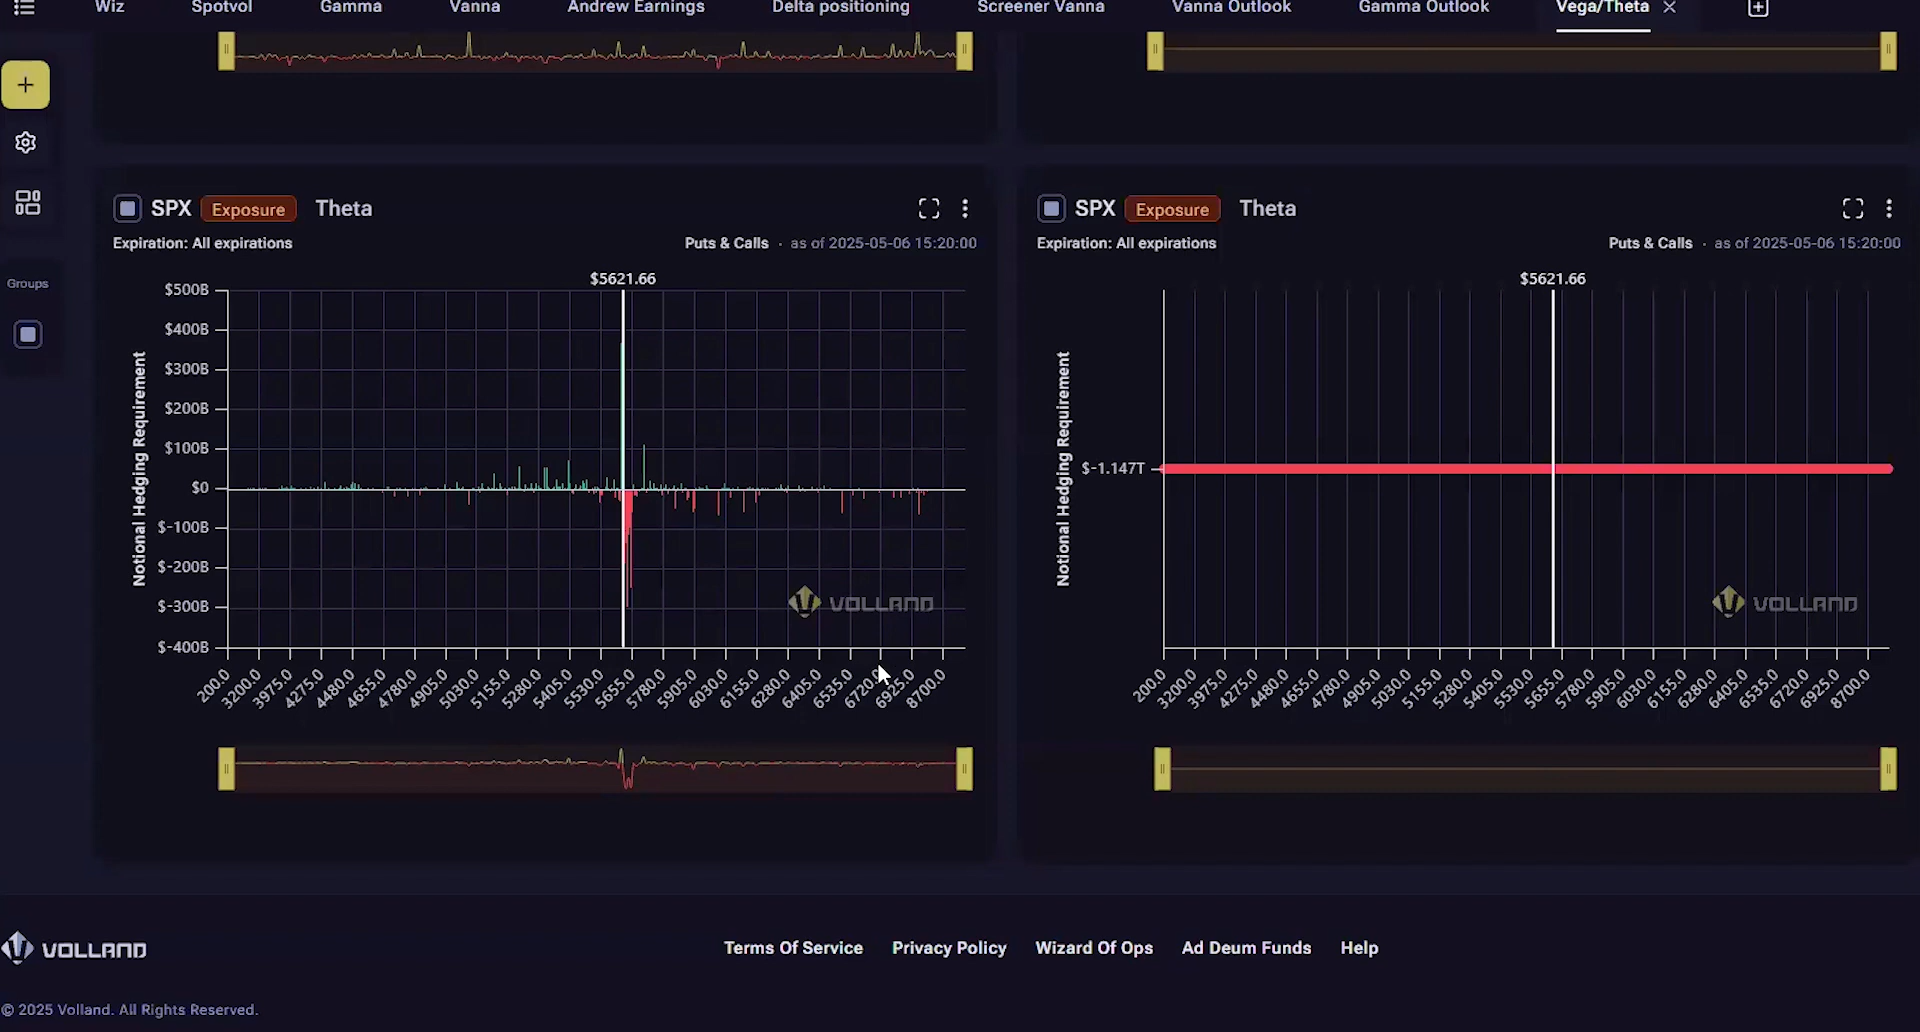 Wiz Spotvol Gamma Vanna Andrew Earnings Delta positioning Screener Vanna Vanna Outlook Gamma Outlook Vega/Theta
Groups
SPX Exposure Theta
Expiration: All expirations Puts & Calls · as of 2025-05-06 15:20:00
$5621.66
Notional Hedging Requirement
$500B
$400B
$300B
$200B
$100B
$0
$-100B
$-200B
$-300B
$-400B
VOLLAND
200.0 3200.0 3975.0 4275.0 4480.0 4655.0 4780.0 4905.0 5030.0 5155.0 5280.0 5405.0 5530.0 5655.0 5780.0 5905.0 6030.0 6155.0 6280.0 6405.0 6535.0 6720.0 6925.0 8700.0
SPX Exposure Theta
Expiration: All expirations Puts & Calls · as of 2025-05-06 15:20:00
$5621.66
Notional Hedging Requirement
$-1.147T
VOLLAND
200.0 3200.0 3975.0 4275.0 4480.0 4655.0 4780.0 4905.0 5030.0 5155.0 5280.0 5405.0 5530.0 5655.0 5780.0 5905.0 6030.0 6155.0 6280.0 6405.0 6535.0 6720.0 6925.0 8700.0
VOLLAND
Terms Of Service Privacy Policy Wizard Of Ops Ad Deum Funds Help
© 2025 Volland. All Rights Reserved.